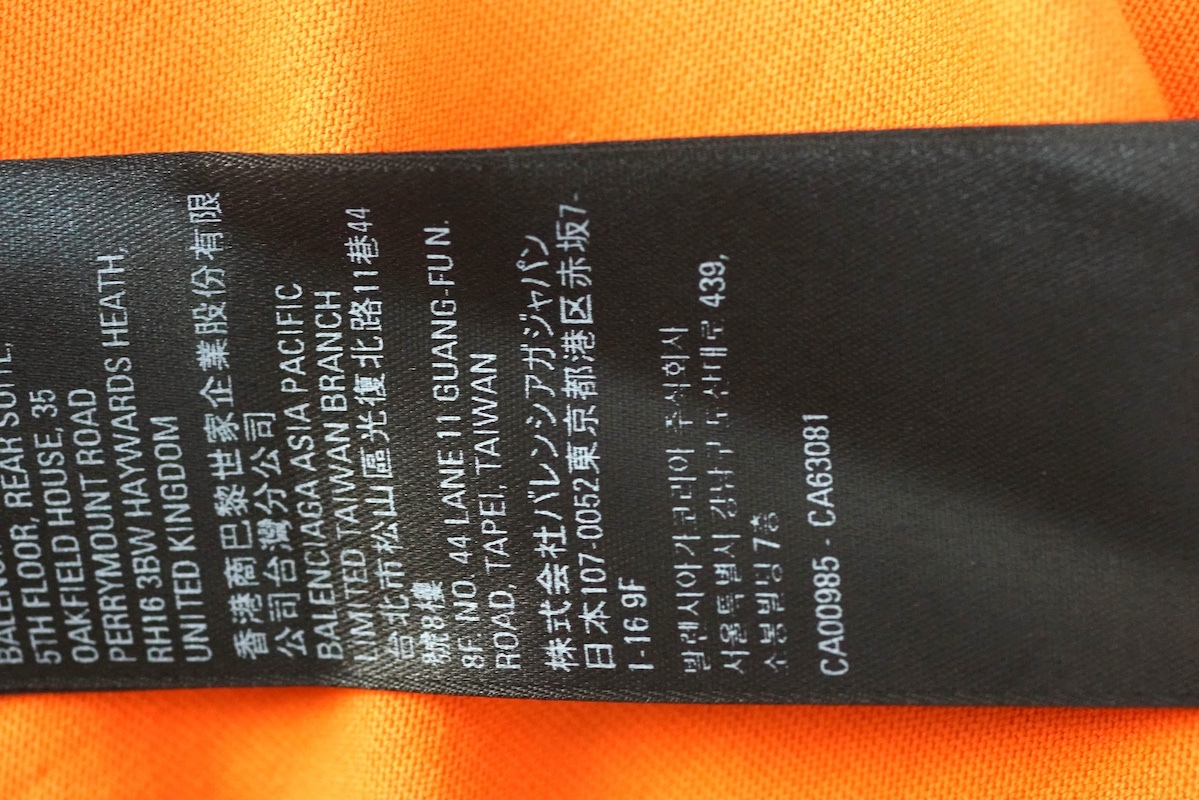 BALENCI
5TH FLOOR, REAR SUITE,
OAKFIELD HOUSE, 35
PERRYMOUNT ROAD
RH16 3BW HAYWARDS HEATH,
UNITED KINGDOM
香港商巴黎世家企業股份有限
公司台灣分公司
BALENCIAGA ASIA PACIFIC
LIMITED TAIWAN BRANCH
台北市松山區光復北路11巷44
號8樓
8F. NO. 44 LANE11 GUANG-FU N.
ROAD, TAPEI, TAIWAN
株式会社バレンシアガジャパン
日本107-0052東京都港区赤坂7-
1-16 9F
발렌시아가코리아 주식회사
서울특별시 강남구 도산대로 439,
소봉빌딩 7층
CA00985 - CA63081